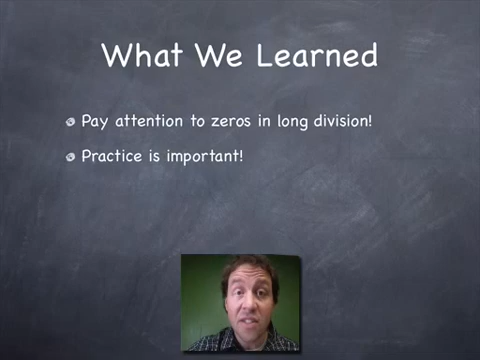 What We Learned
Pay attention to zeros in long division!
Practice is important!